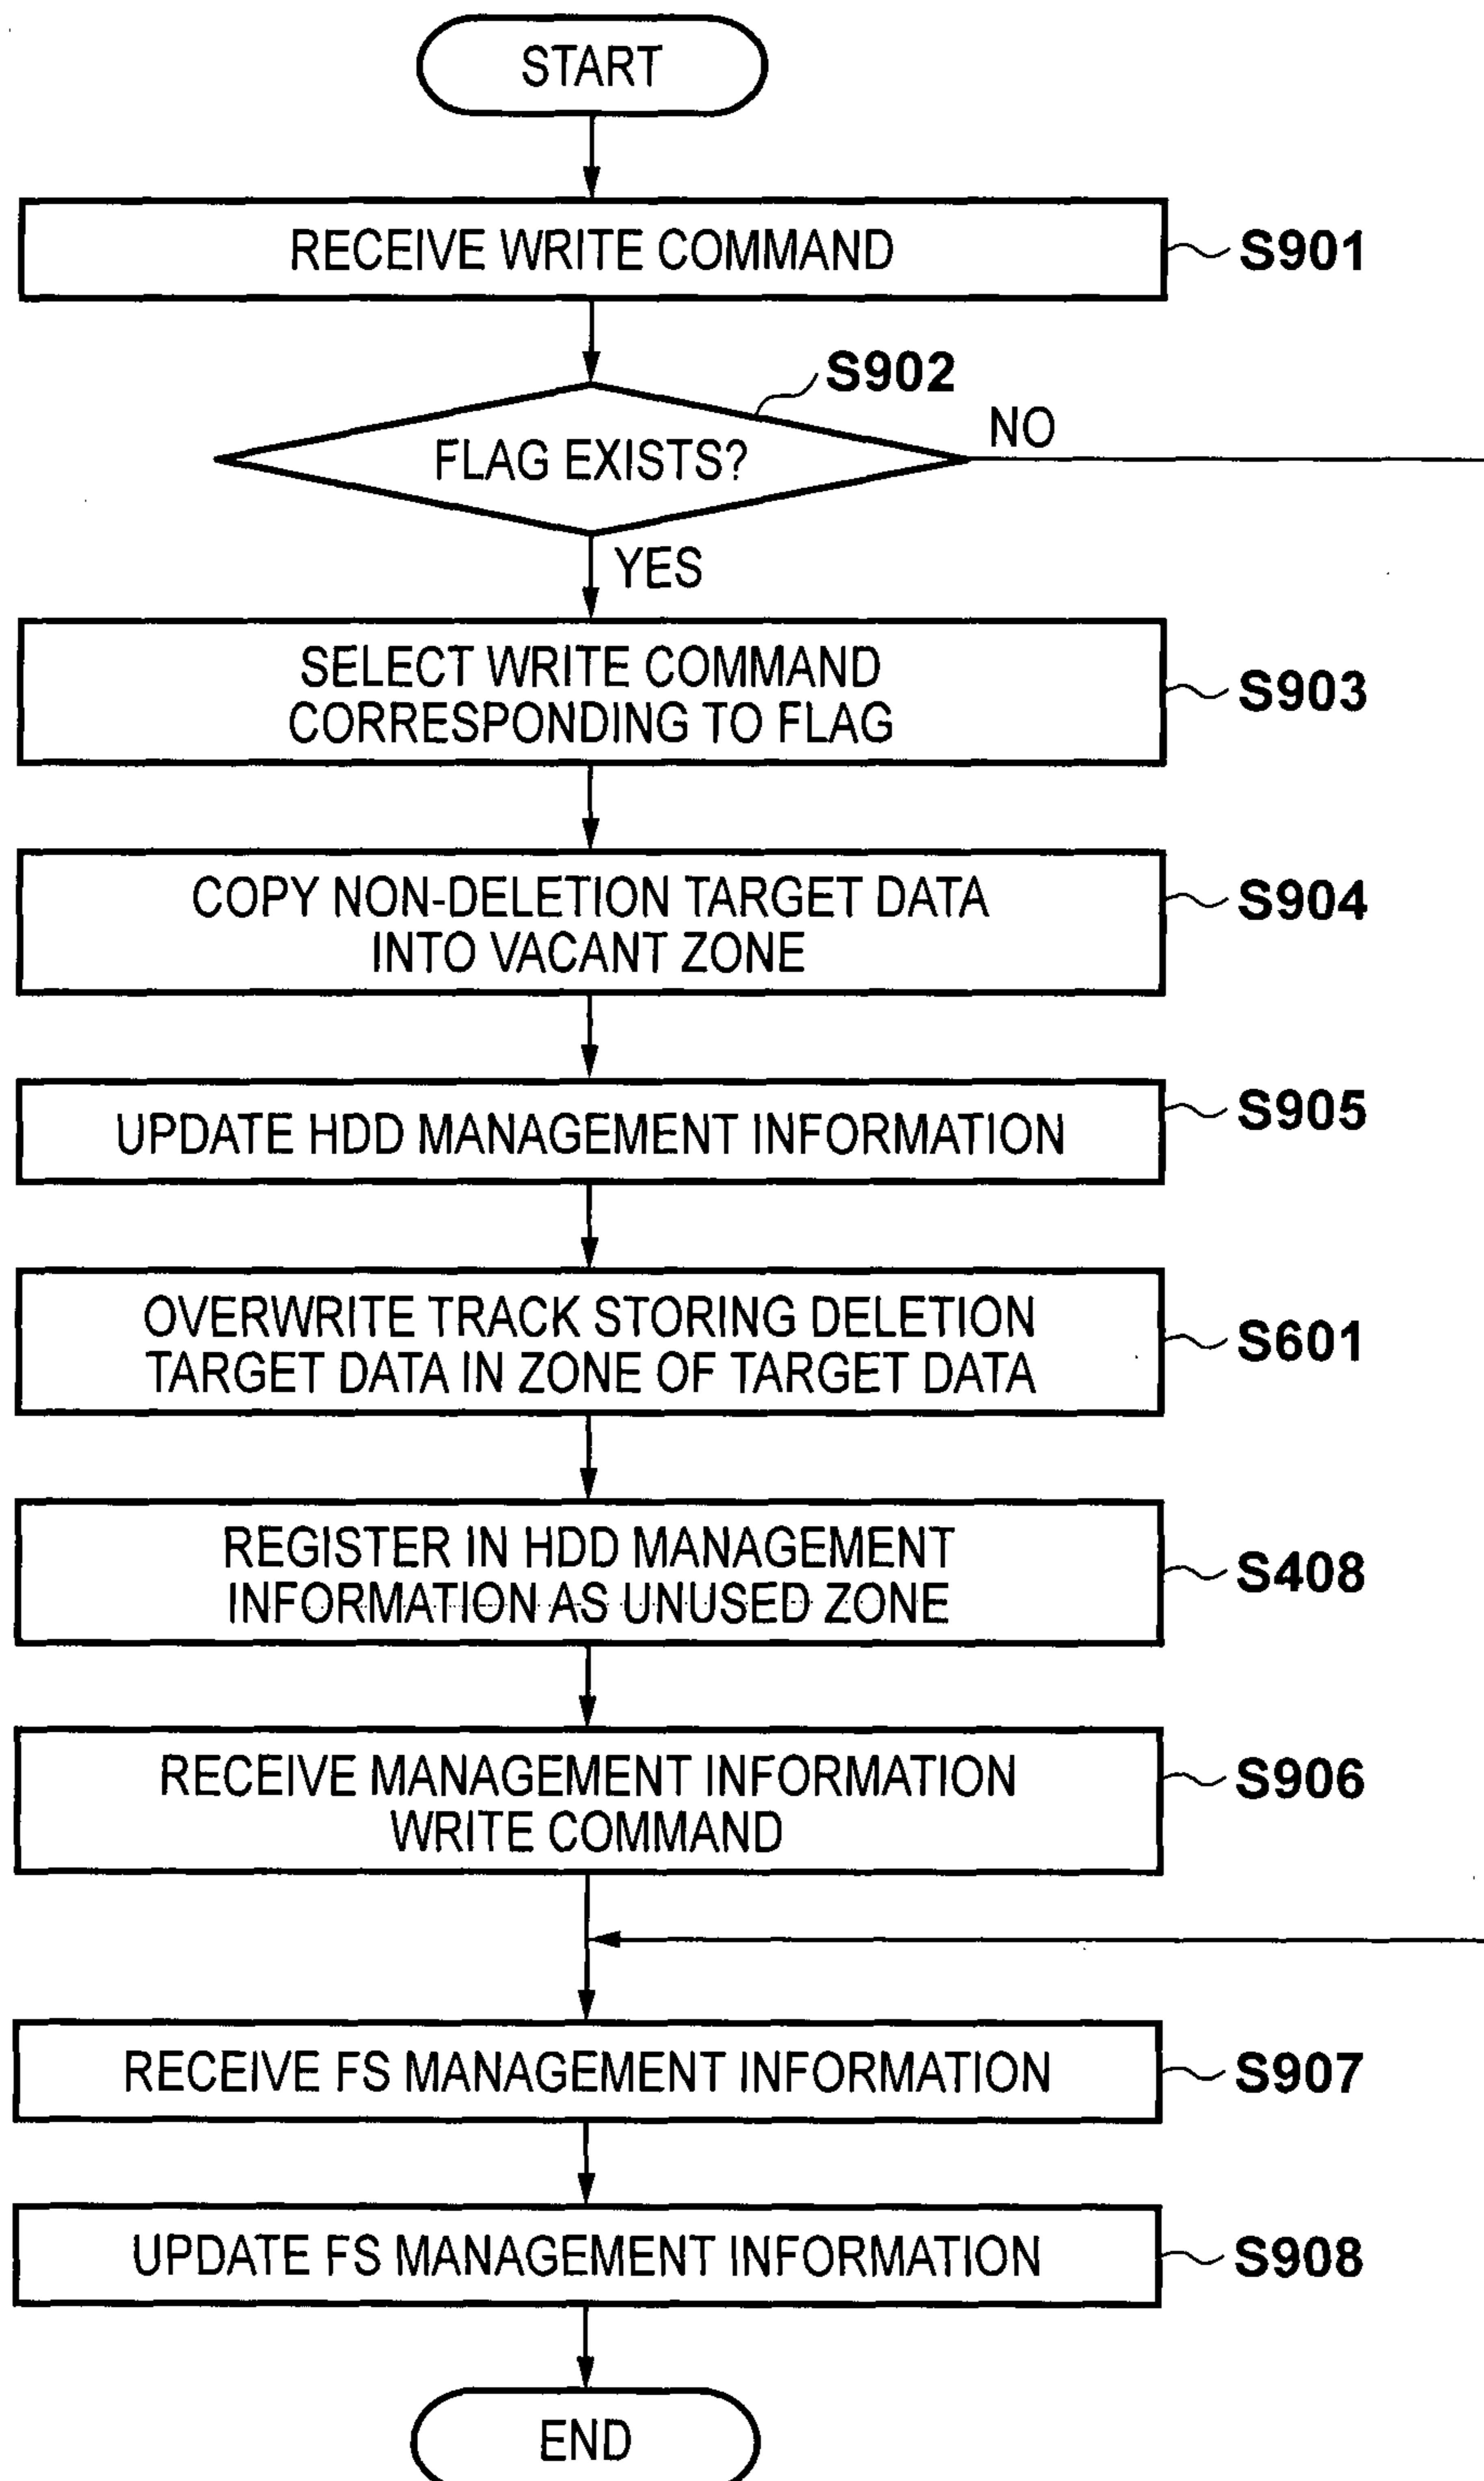 START
RECEIVE WRITE COMMAND
S901
S902
FLAG EXISTS?
NO
YES
SELECT WRITE COMMAND
CORRESPONDING TO FLAG
S903
COPY NON-DELETION TARGET DATA
INTO VACANT ZONE
S904
UPDATE HDD MANAGEMENT INFORMATION
S905
OVERWRITE TRACK STORING DELETION
TARGET DATA IN ZONE OF TARGET DATA
S601
REGISTER IN HDD MANAGEMENT
INFORMATION AS UNUSED ZONE
S408
RECEIVE MANAGEMENT INFORMATION
WRITE COMMAND
S906
RECEIVE FS MANAGEMENT INFORMATION
S907
UPDATE FS MANAGEMENT INFORMATION
S908
END